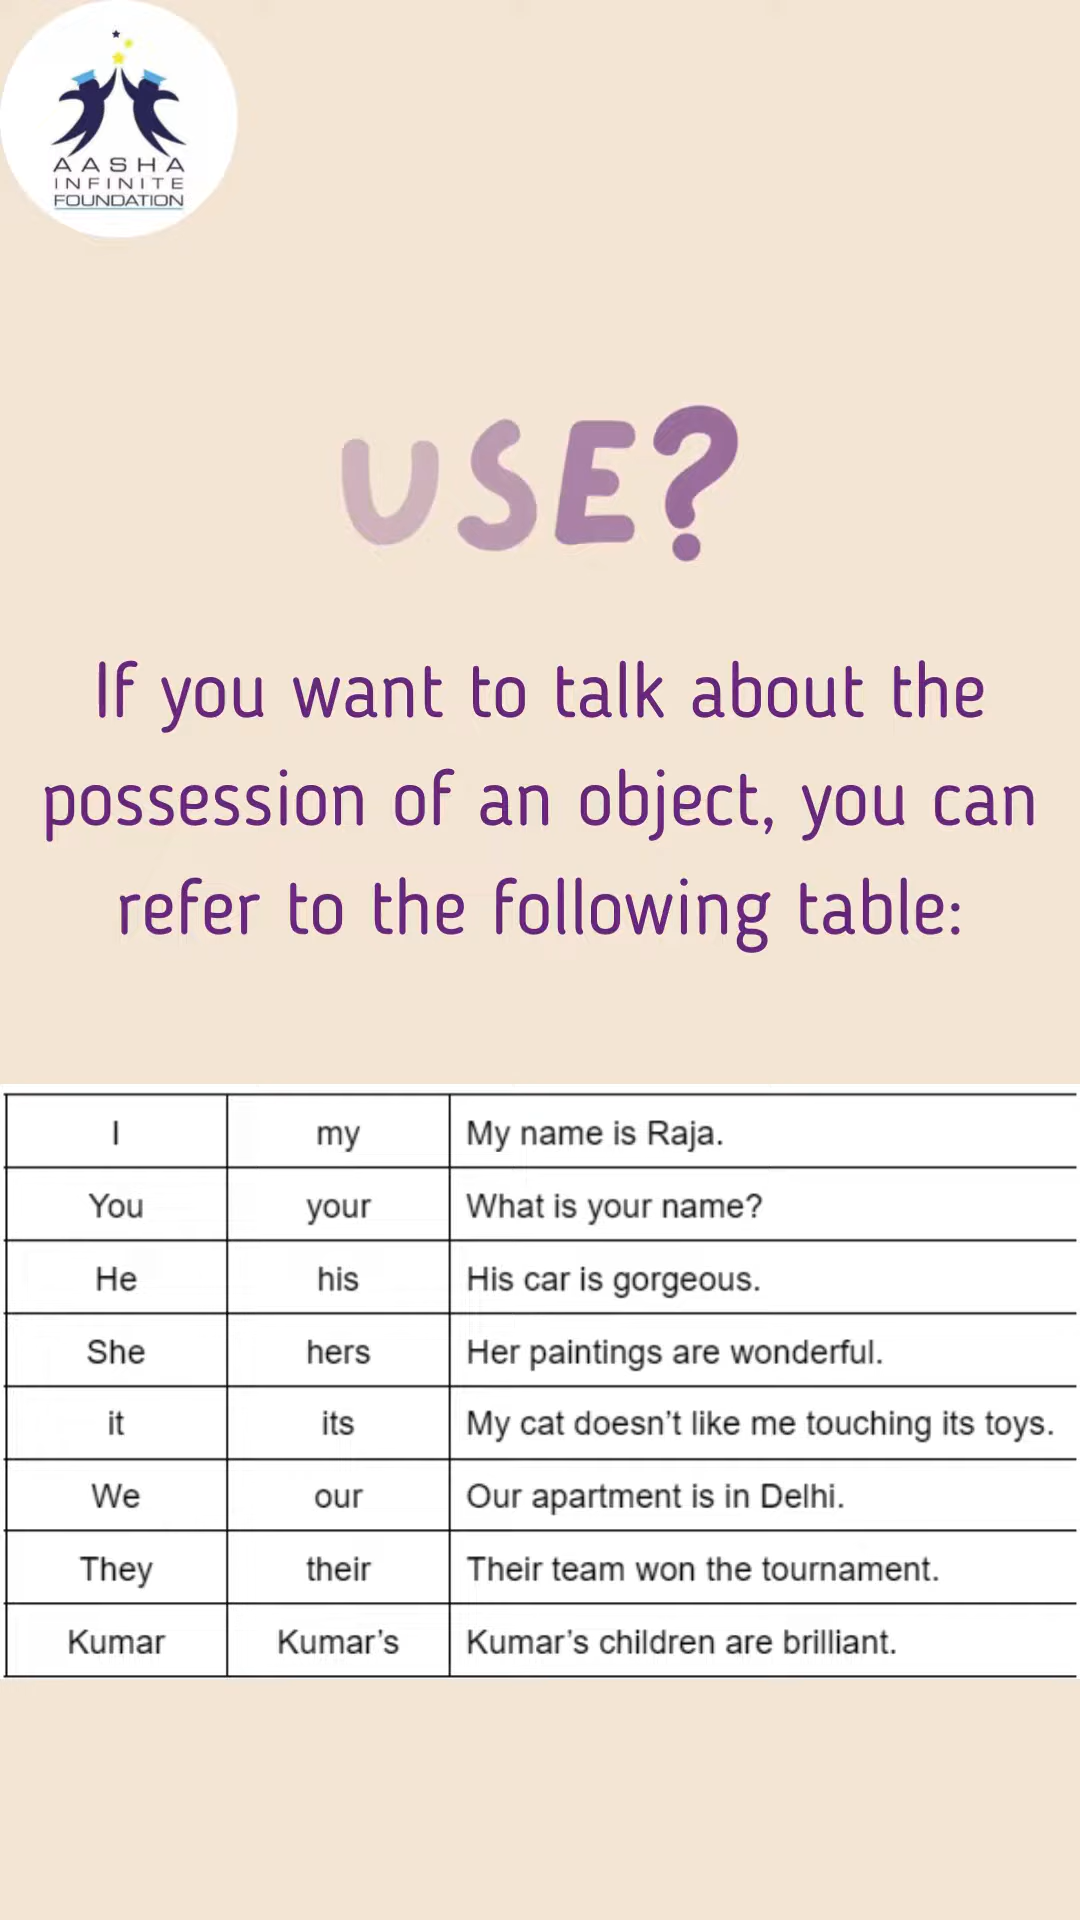 AASHA
INFINITE
FOUNDATION
USE?
If you want to talk about the
possession of an object, you can
refer to the following table:
I my My name is Raja.
You your What is your name?
He his His car is gorgeous.
She hers Her paintings are wonderful.
it its My cat doesn't like me touching its toys.
We our Our apartment is in Delhi.
They their Their team won the tournament.
Kumar Kumar's Kumar's children are brilliant.